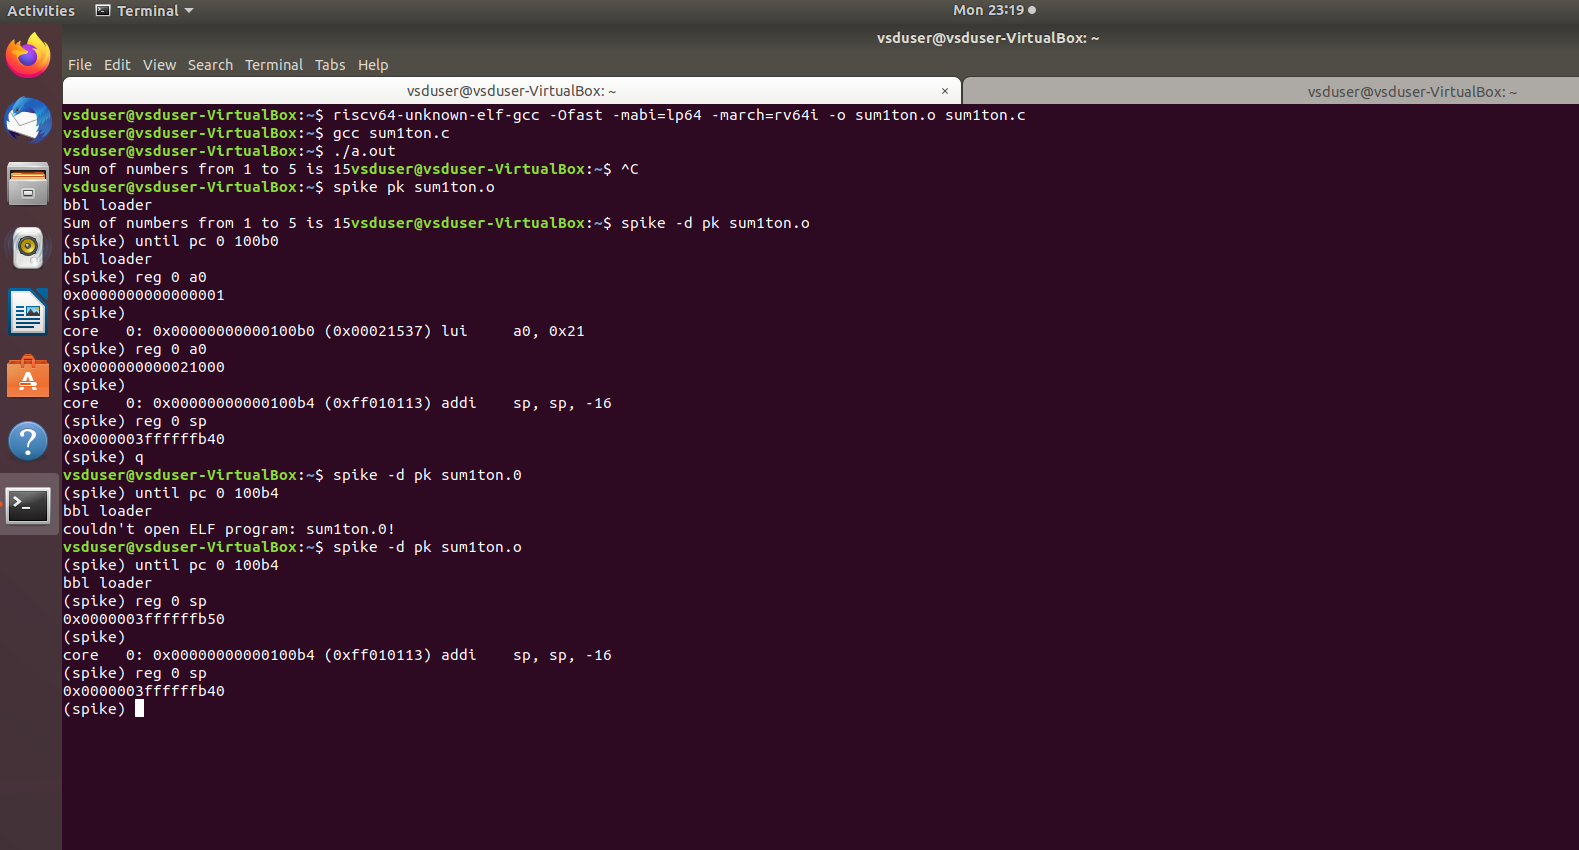 Activities Terminal Mon 23:19
vsduser@vsduser-VirtualBox: ~
File Edit View Search Terminal Tabs Help
vsduser@vsduser-VirtualBox: ~ × vsduser@vsduser-VirtualBox: ~
vsduser@vsduser-VirtualBox:~$ riscv64-unknown-elf-gcc -Ofast -mabi=lp64 -march=rv64i -o sum1ton.o sum1ton.c
vsduser@vsduser-VirtualBox:~$ gcc sum1ton.c
vsduser@vsduser-VirtualBox:~$ ./a.out
Sum of numbers from 1 to 5 is 15vsduser@vsduser-VirtualBox:~$ ^C
vsduser@vsduser-VirtualBox:~$ spike pk sum1ton.o
bbl loader
Sum of numbers from 1 to 5 is 15vsduser@vsduser-VirtualBox:~$ spike -d pk sum1ton.o
(spike) until pc 0 100b0
bbl loader
(spike) reg 0 a0
0x0000000000000001
(spike)
core   0: 0x00000000000100b0 (0x00021537) lui     a0, 0x21
(spike) reg 0 a0
0x0000000000021000
(spike)
core   0: 0x00000000000100b4 (0xff010113) addi    sp, sp, -16
(spike) reg 0 sp
0x0000003ffffffb40
(spike) q
vsduser@vsduser-VirtualBox:~$ spike -d pk sum1ton.0
(spike) until pc 0 100b4
bbl loader
couldn't open ELF program: sum1ton.0!
vsduser@vsduser-VirtualBox:~$ spike -d pk sum1ton.o
(spike) until pc 0 100b4
bbl loader
(spike) reg 0 sp
0x0000003ffffffb50
(spike)
core   0: 0x00000000000100b4 (0xff010113) addi    sp, sp, -16
(spike) reg 0 sp
0x0000003ffffffb40
(spike)